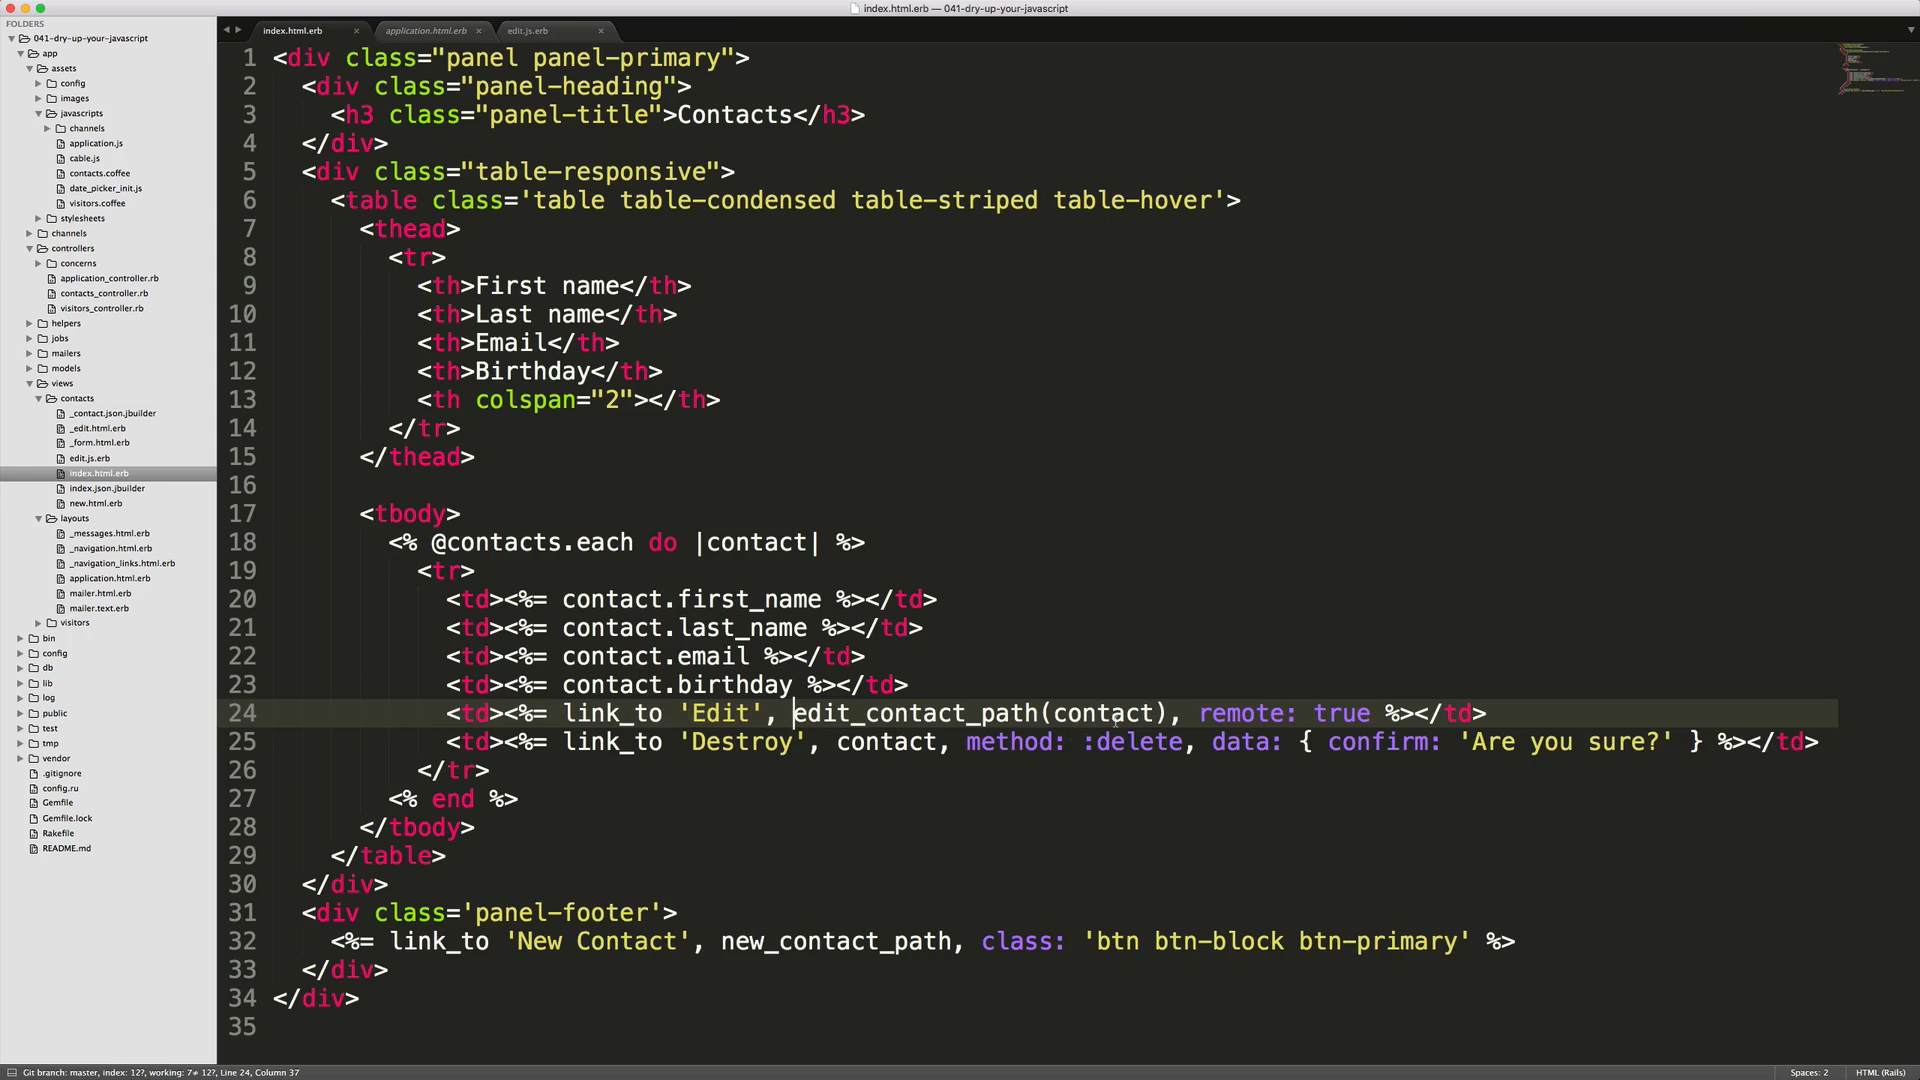 index.html.erb — 041-dry-up-your-javascript
FOLDERS
041-dry-up-your-javascript
app
assets
config
images
javascripts
channels
application.js
cable.js
contacts.coffee
date_picker_init.js
visitors.coffee
stylesheets
channels
controllers
concerns
application_controller.rb
contacts_controller.rb
visitors_controller.rb
helpers
jobs
mailers
models
views
contacts
_contact.json.jbuilder
_edit.html.erb
_form.html.erb
edit.js.erb
index.html.erb
index.json.jbuilder
new.html.erb
layouts
_messages.html.erb
_navigation.html.erb
_navigation_links.html.erb
application.html.erb
mailer.html.erb
mailer.text.erb
visitors
bin
config
db
lib
log
public
test
tmp
vendor
.gitignore
config.ru
Gemfile
Gemfile.lock
Rakefile
README.md
index.html.erb × application.html.erb × edit.js.erb ×
1 <div class="panel panel-primary">
2   <div class="panel-heading">
3     <h3 class="panel-title">Contacts</h3>
4   </div>
5   <div class="table-responsive">
6     <table class='table table-condensed table-striped table-hover'>
7       <thead>
8         <tr>
9           <th>First name</th>
10           <th>Last name</th>
11           <th>Email</th>
12           <th>Birthday</th>
13           <th colspan="2"></th>
14         </tr>
15       </thead>
16
17       <tbody>
18         <% @contacts.each do |contact| %>
19           <tr>
20             <td><%= contact.first_name %></td>
21             <td><%= contact.last_name %></td>
22             <td><%= contact.email %></td>
23             <td><%= contact.birthday %></td>
24             <td><%= link_to 'Edit', edit_contact_path(contact), remote: true %></td>
25             <td><%= link_to 'Destroy', contact, method: :delete, data: { confirm: 'Are you sure?' } %></td>
26           </tr>
27         <% end %>
28       </tbody>
29     </table>
30   </div>
31   <div class='panel-footer'>
32     <%= link_to 'New Contact', new_contact_path, class: 'btn btn-block btn-primary' %>
33   </div>
34 </div>
35
Git branch: master, index: 12?, working: 7≠ 12?, Line 24, Column 37
Spaces: 2
HTML (Rails)